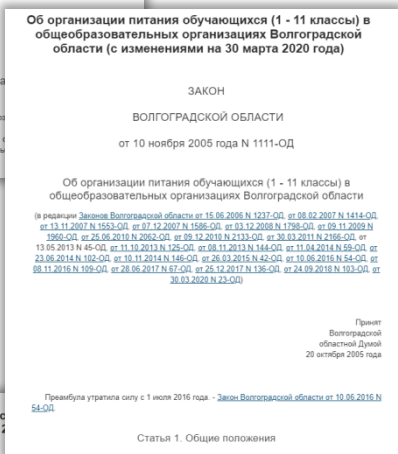 Об организации питания обучающихся (1 - 11 классы) в
общеобразовательных организациях Волгоградской
области (с изменениями на 30 марта 2020 года)
ЗАКОН
ВОЛГОГРАДСКОЙ ОБЛАСТИ
от 10 ноября 2005 года N 1111-ОД
Об организации питания обучающихся (1 - 11 классы) в
общеобразовательных организациях Волгоградской области
(в редакции Законов Волгоградской области от 15.06.2006 N 1237-ОД, от 08.02.2007 N 1414-ОД,
от 13.11.2007 N 1553-ОД, от 07.12.2007 N 1586-ОД, от 03.12.2008 N 1798-ОД, от 09.11.2009 N
1960-ОД, от 25.06.2010 N 2062-ОД, от 09.12.2010 N 2133-ОД, от 30.03.2011 N 2166-ОД, от
13.05.2013 N 45-ОД, от 11.10.2013 N 125-ОД, от 08.11.2013 N 144-ОД, от 11.04.2014 N 59-ОД, от
23.06.2014 N 102-ОД, от 10.11.2014 N 146-ОД, от 26.03.2015 N 42-ОД, от 10.06.2016 N 54-ОД, от
08.11.2016 N 109-ОД, от 28.06.2017 N 67-ОД, от 25.12.2017 N 136-ОД, от 24.09.2018 N 103-ОД, от
30.03.2020 N 23-ОД)
Принят
Волгоградской
областной Думой
20 октября 2005 года
Преамбула утратила силу с 1 июля 2016 года. - Закон Волгоградской области от 10.06.2016 N
54-ОД.
Статья 1. Общие положения